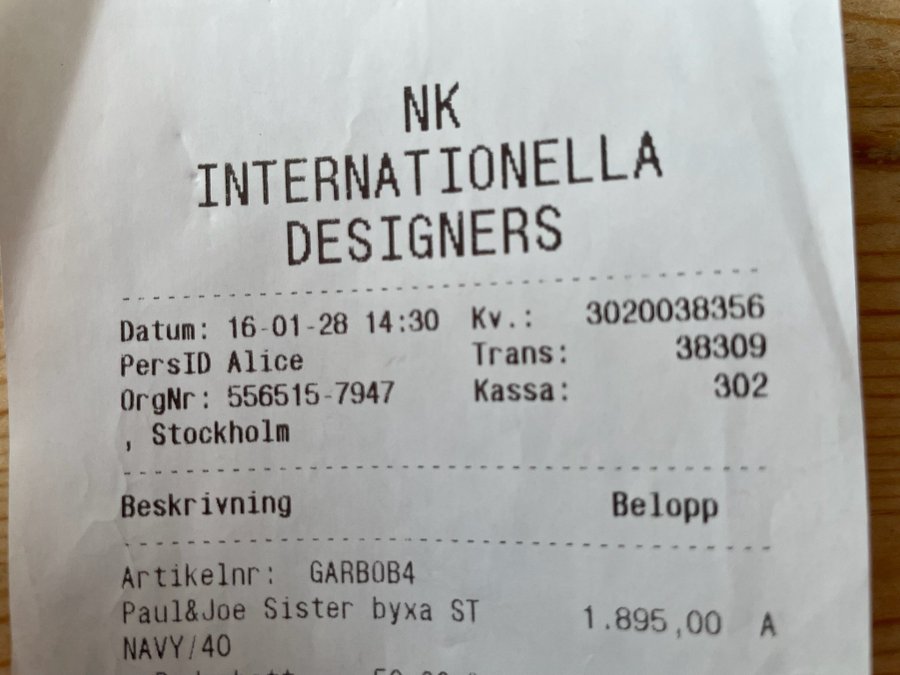 NK
INTERNATIONELLA
DESIGNERS
Datum: 16-01-28 14:30 Kv.: 3020038356
PersID Alice Trans: 38309
OrgNr: 556515-7947 Kassa: 302
, Stockholm
Beskrivning Belopp
Artikelnr: GARBOB4
Paul&Joe Sister byxa ST 1.895,00 A
NAVY/40